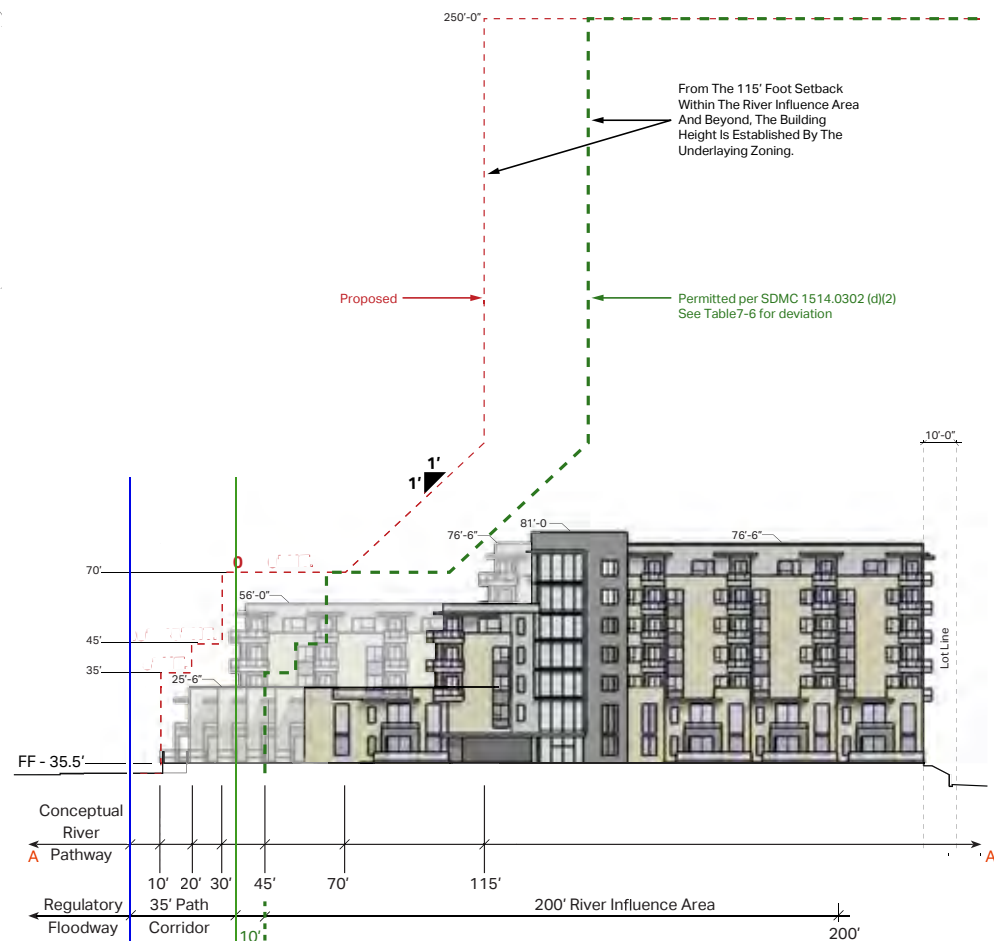 250'-0"
From The 115' Foot Setback
Within The River Influence Area
And Beyond, The Building
Height Is Established By The
Underlaying Zoning.
Proposed
Permitted per SDMC 1514.0302 (d)(2)
See Table7-6 for deviation
10'-0"
1'
1'
76'-6"
81'-0
76'-6"
0
70'
56'-0"
45'
35'
25'-6"
Lot Line
FF - 35.5'
Conceptual
River
Pathway
A
A
10'
20'
30'
45'
70'
115'
Regulatory
Floodway
35' Path
Corridor
10'
200' River Influence Area
200'